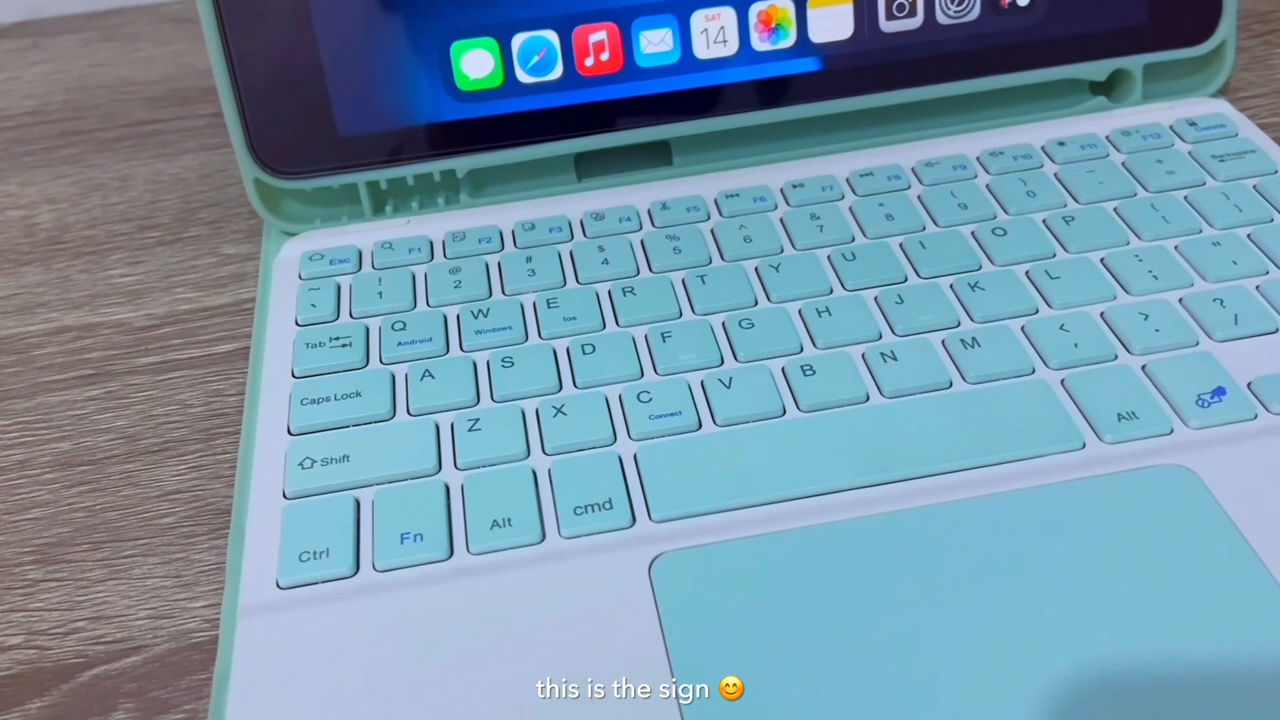 SAT
14
Esc F1 F2 F3 F4 F5 F6 F7 F8 F9 F10 F11 F12 Delete
~ ` ! 1 @ 2 # 3 $ 4 % 5 ^ 6 & 7 * 8 ( 9 ) 0 - + = Backspace
Tab Q Android W Windows E Ios R T Y U I O P { [ } ]
Caps Lock A S D F G H J K L : ; " '
Shift Z X C Connect V B N M < , > . ? /
Ctrl Fn Alt cmd Alt
this is the sign 😊